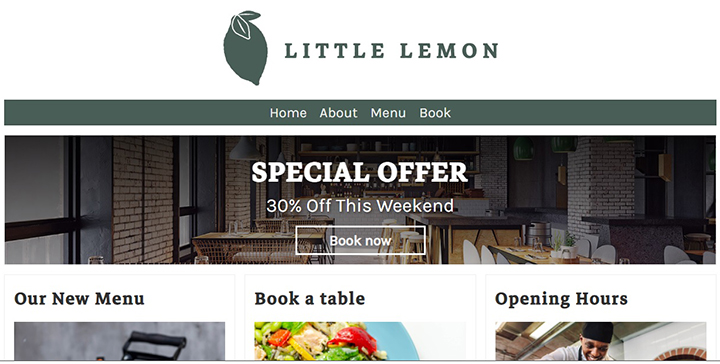 LITTLE LEMON
Home About Menu Book
SPECIAL OFFER
30% Off This Weekend
Book now
Our New Menu
Book a table
Opening Hours